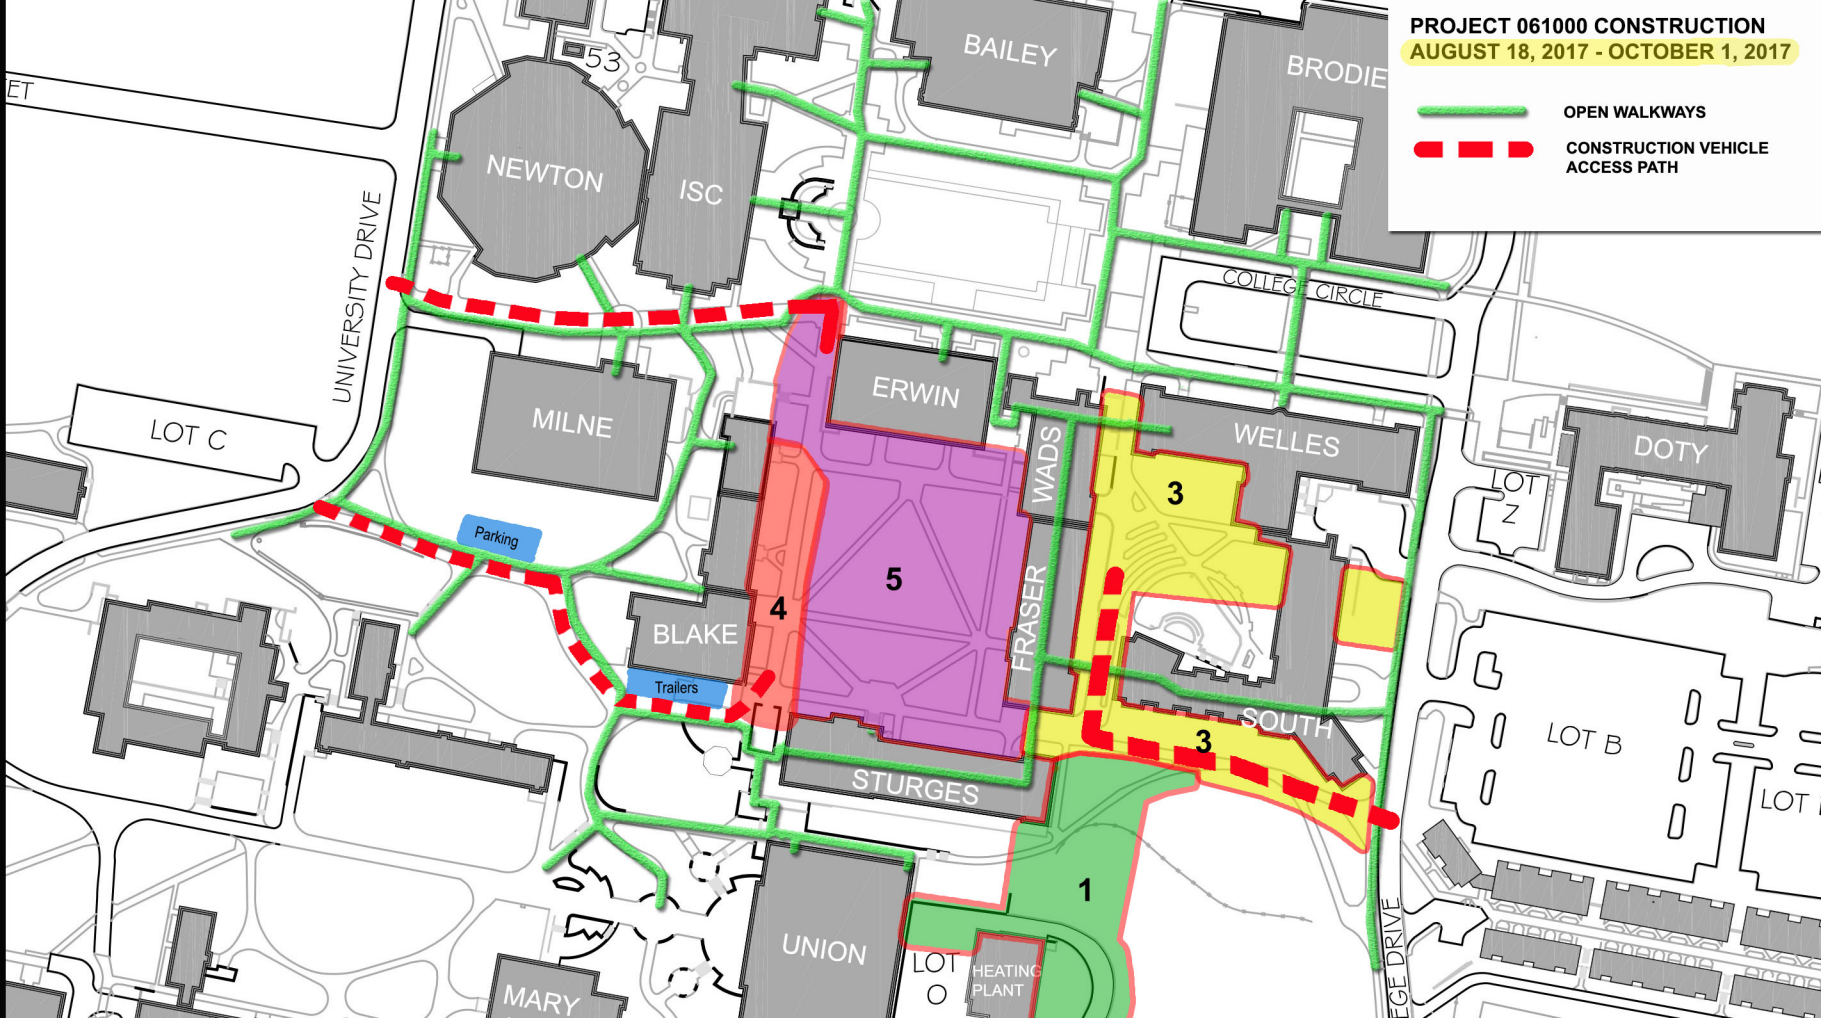 PROJECT 061000 CONSTRUCTION
AUGUST 18, 2017 - OCTOBER 1, 2017
OPEN WALKWAYS
CONSTRUCTION VEHICLE
ACCESS PATH
53
BAILEY
BRODIE
ET
NEWTON
ISC
UNIVERSITY DRIVE
COLLEGE CIRCLE
ERWIN
MILNE
LOT C
WADS
WELLES
DOTY
LOT
Z
3
Parking
5
4
FRASER
BLAKE
Trailers
SOUTH
3
LOT B
STURGES
LOT
1
UNION
LOT
O
HEATING
PLANT
MARY
EGE DRIVE